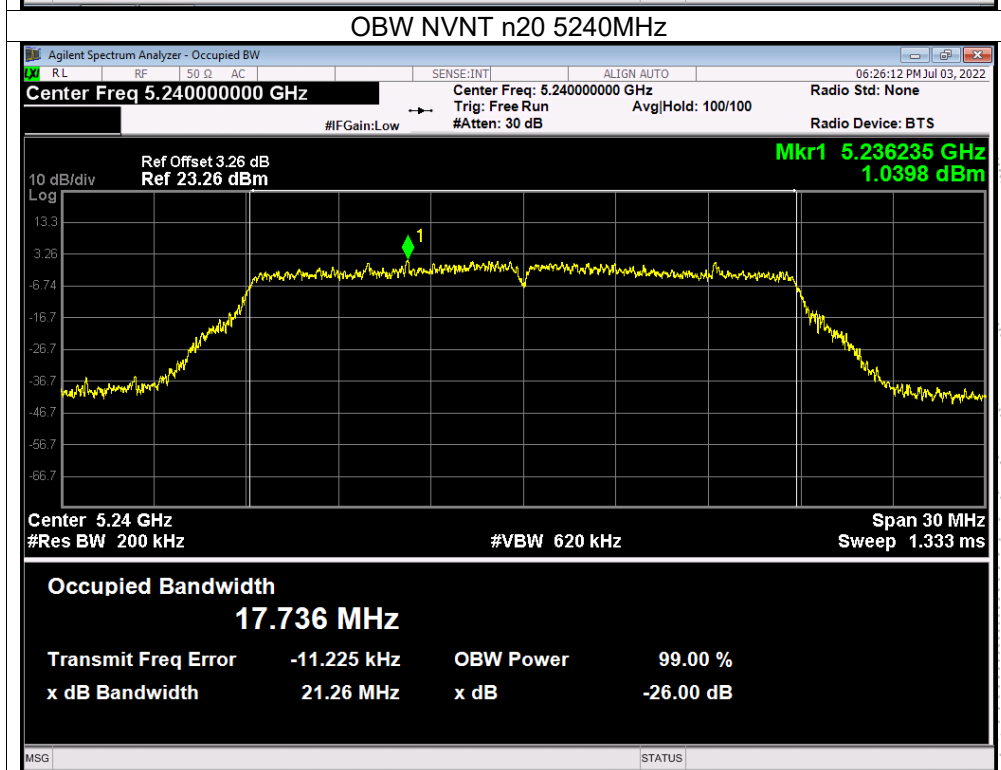 OBW NVNT n20 5240MHz
Agilent Spectrum Analyzer - Occupied BW
LXI RL RF 50 Ω AC SENSE:INT ALIGN AUTO 06:26:12 PM Jul 03, 2022
Center Freq 5.240000000 GHz Center Freq: 5.240000000 GHz Radio Std: None
Trig: Free Run Avg|Hold: 100/100
#IFGain:Low #Atten: 30 dB Radio Device: BTS
Mkr1 5.236235 GHz
1.0398 dBm
Ref Offset 3.26 dB
10 dB/div Ref 23.26 dBm
Log
13.3
1
3.26
-6.74
-16.7
-26.7
-36.7
-46.7
-56.7
-66.7
Center 5.24 GHz Span 30 MHz
#Res BW 200 kHz #VBW 620 kHz Sweep 1.333 ms
Occupied Bandwidth
17.736 MHz
Transmit Freq Error -11.225 kHz OBW Power 99.00 %
x dB Bandwidth 21.26 MHz x dB -26.00 dB
MSG STATUS